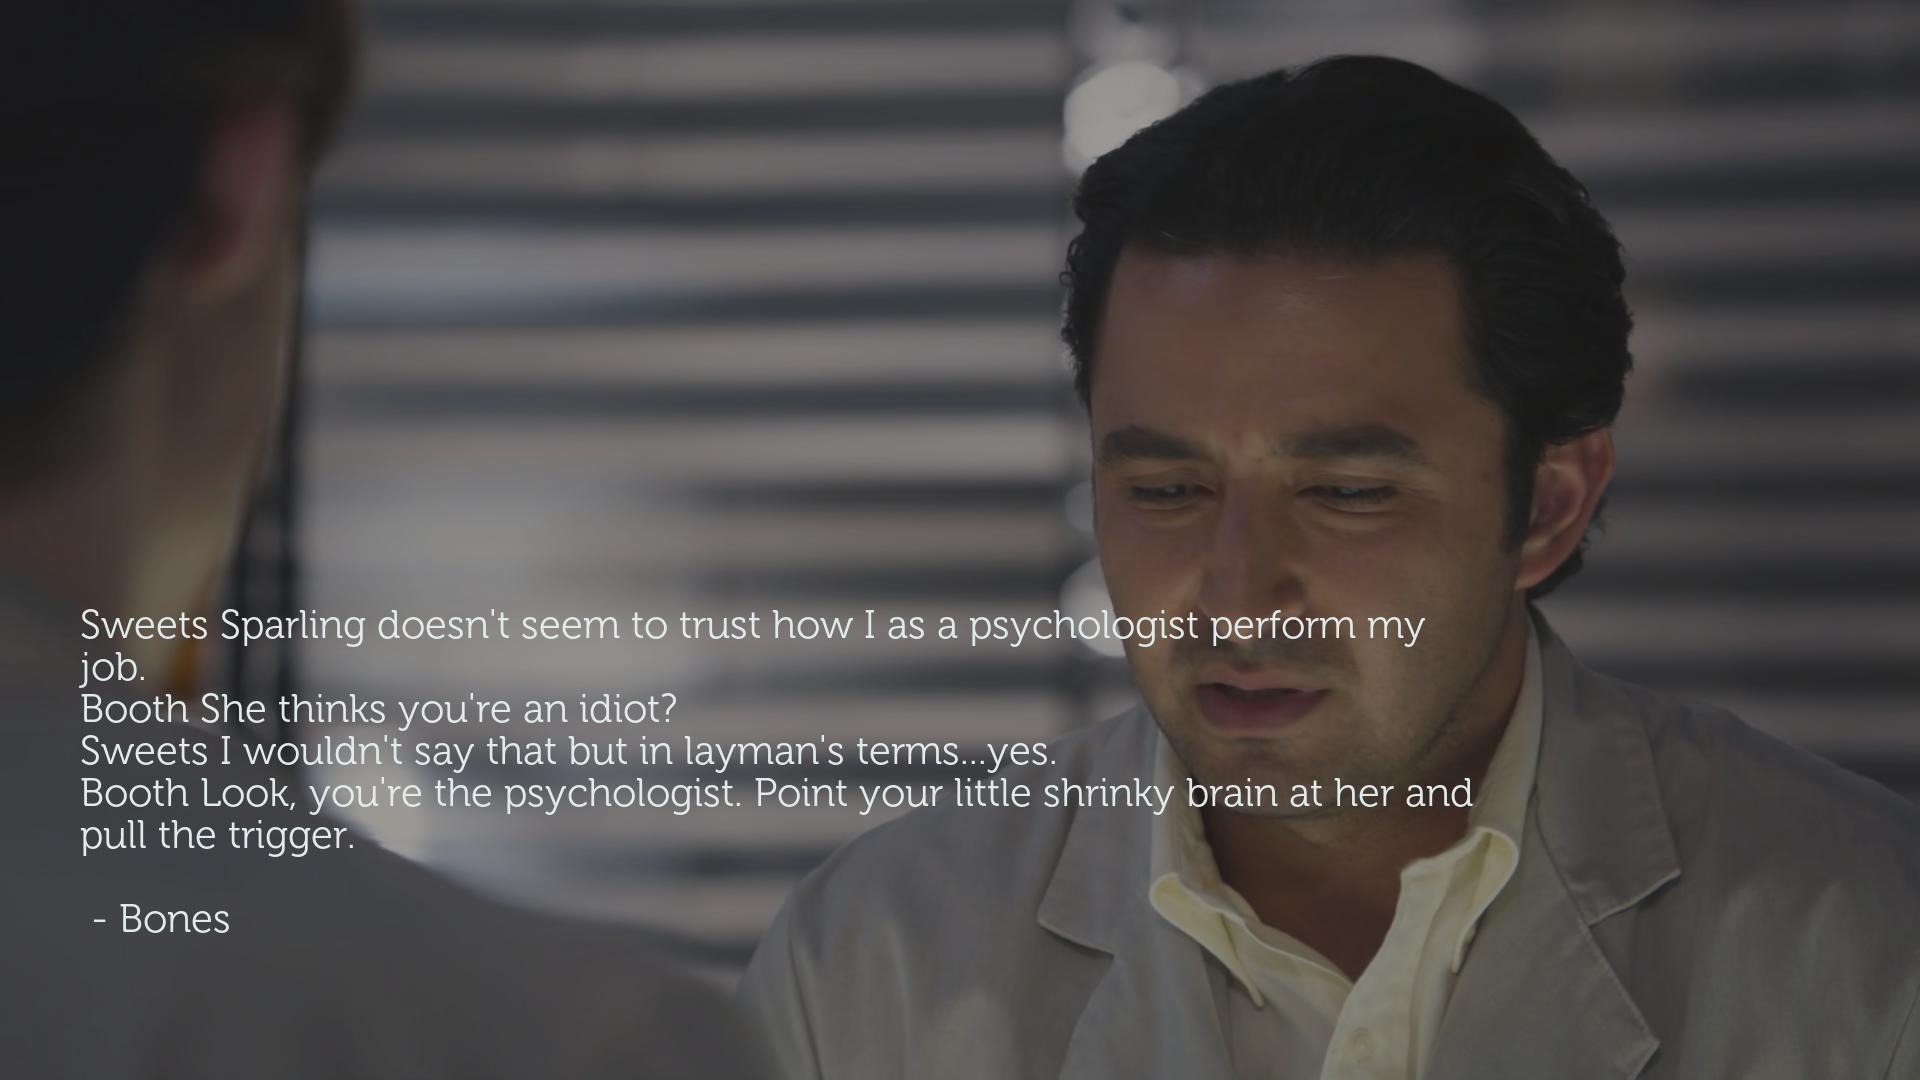 Sweets Sparling doesn't seem to trust how I as a psychologist perform my
job.
Booth She thinks you're an idiot?
Sweets I wouldn't say that but in layman's terms...yes.
Booth Look, you're the psychologist. Point your little shrinky brain at her and
pull the trigger.
- Bones